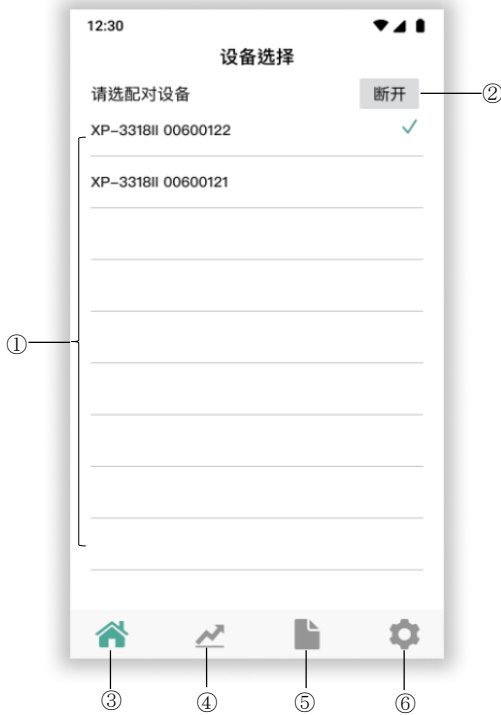 12:30
设备选择
请选配对设备 断开 ②
XP-3318II 00600122
XP-3318II 00600121
①
③ ④ ⑤ ⑥